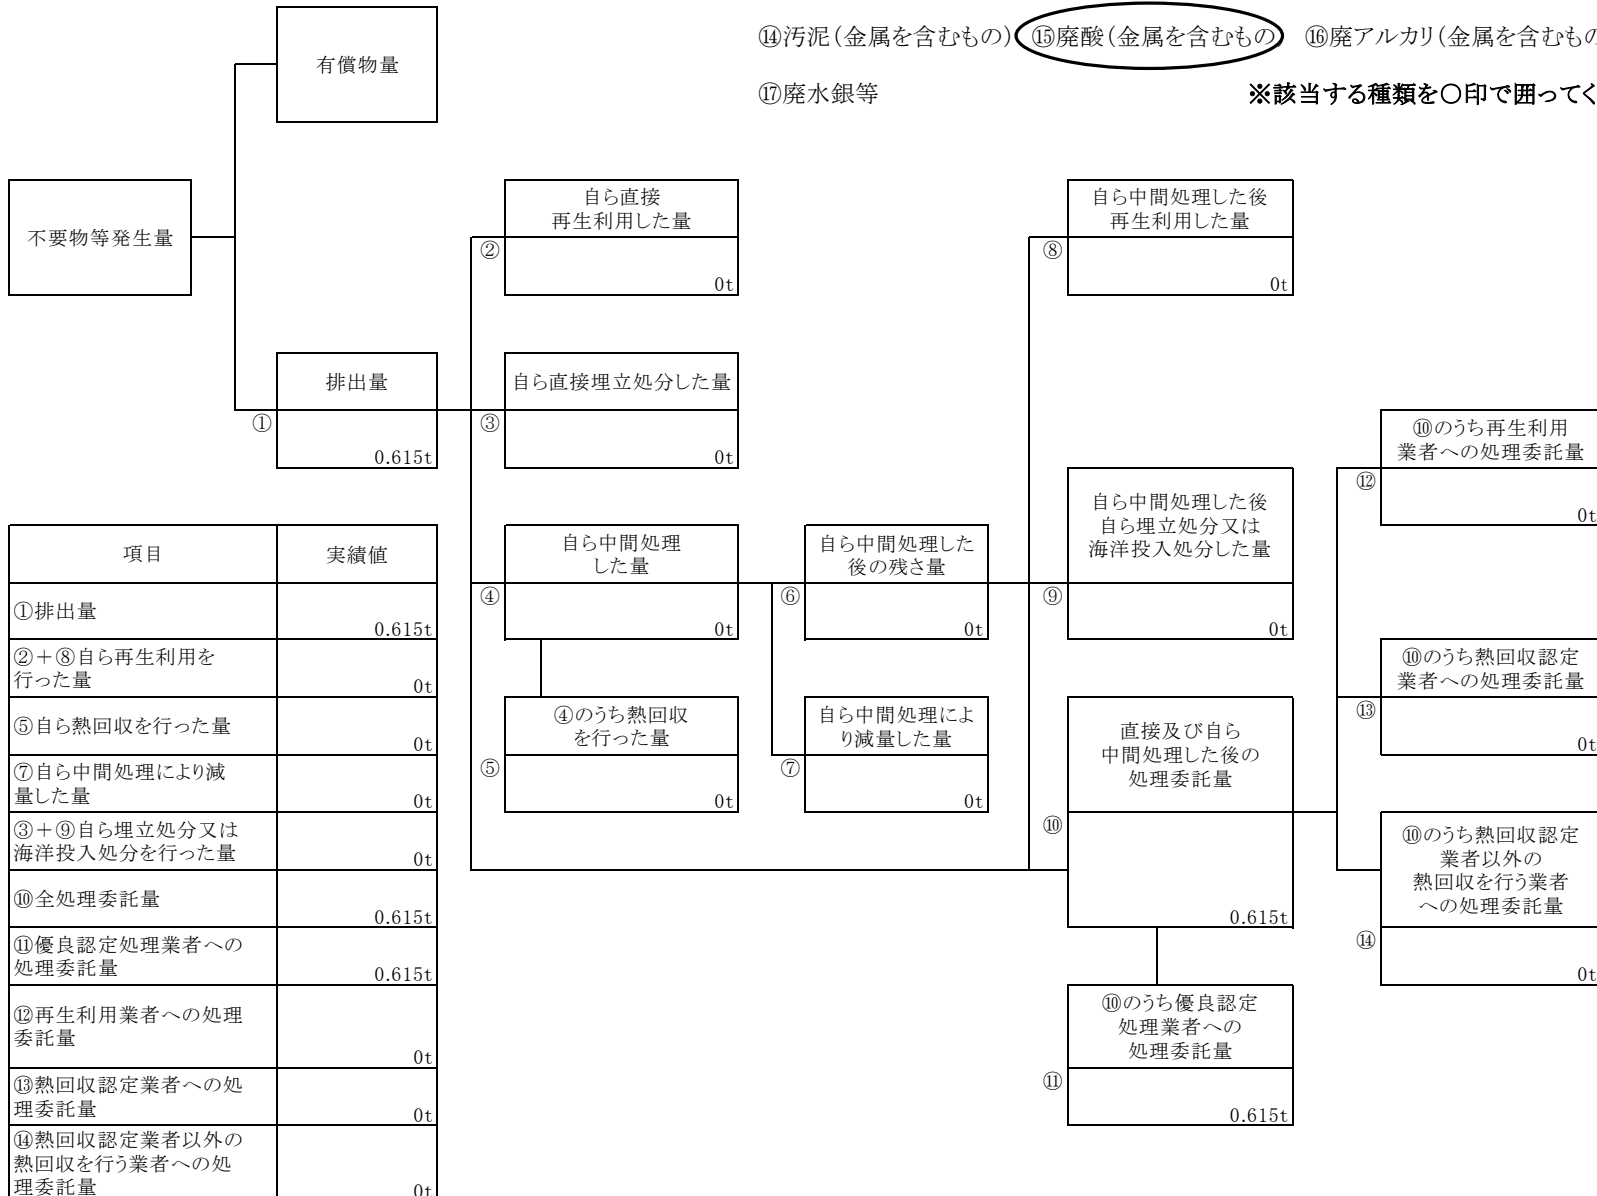 ⑭汚泥（金属を含むもの） ⑮廃酸（金属を含むもの） ⑯廃アルカリ（金属を含むもの
有償物量
⑰廃水銀等 ※該当する種類を○印で囲ってく
不要物等発生量
自ら直接
再生利用した量
②
0t
自ら中間処理した後
再生利用した量
⑧
0t
排出量
①
0.615t
自ら直接埋立処分した量
③
0t
⑩のうち再生利用
業者への処理委託量
⑫
0t
自ら中間処理
した量
④
0t
自ら中間処理した
後の残さ量
⑥
0t
自ら中間処理した後
自ら埋立処分又は
海洋投入処分した量
⑨
0t
⑩のうち熱回収認定
業者への処理委託量
⑬
0t
④のうち熱回収
を行った量
⑤
0t
自ら中間処理によ
り減量した量
⑦
0t
直接及び自ら
中間処理した後の
処理委託量
⑩
0.615t
⑩のうち熱回収認定
業者以外の
熱回収を行う業者
への処理委託量
⑭
0t
⑩のうち優良認定
処理業者への
処理委託量
⑪
0.615t
項目 実績値
①排出量
0.615t
②＋⑧自ら再生利用を
行った量
0t
⑤自ら熱回収を行った量
0t
⑦自ら中間処理により減
量した量
0t
③＋⑨自ら埋立処分又は
海洋投入処分を行った量
0t
⑩全処理委託量
0.615t
⑪優良認定処理業者への
処理委託量
0.615t
⑫再生利用業者への処理
委託量
0t
⑬熱回収認定業者への処
理委託量
0t
⑭熱回収認定業者以外の
熱回収を行う業者への処
理委託量
0t